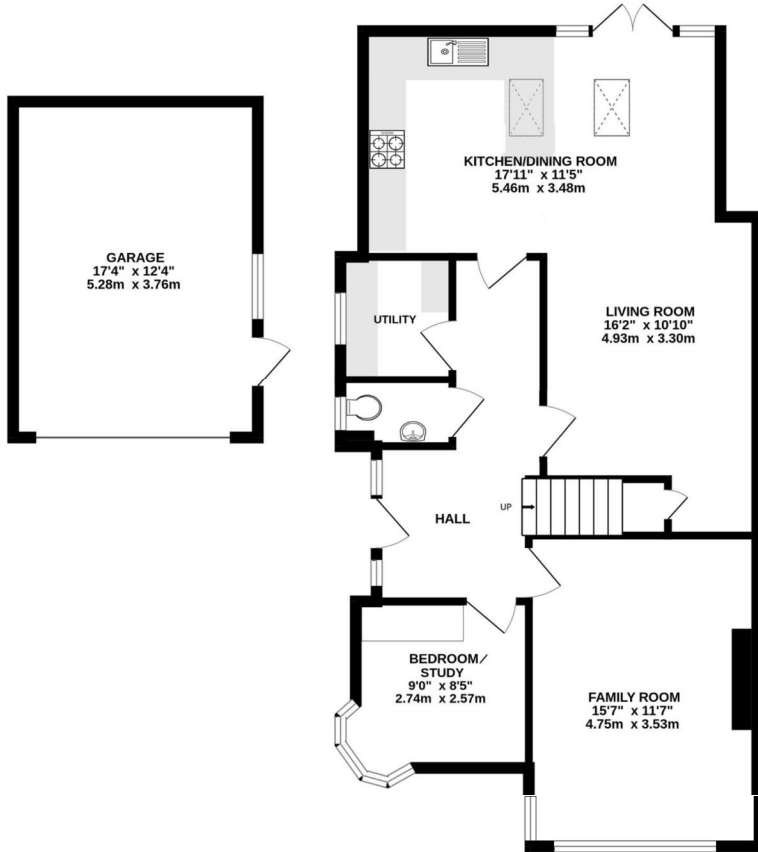 GARAGE
17'4" x 12'4"
5.28m x 3.76m
KITCHEN/DINING ROOM
17'11" x 11'5"
5.46m x 3.48m
UTILITY
LIVING ROOM
16'2" x 10'10"
4.93m x 3.30m
HALL
UP
BEDROOM/
STUDY
9'0" x 8'5"
2.74m x 2.57m
FAMILY ROOM
15'7" x 11'7"
4.75m x 3.53m